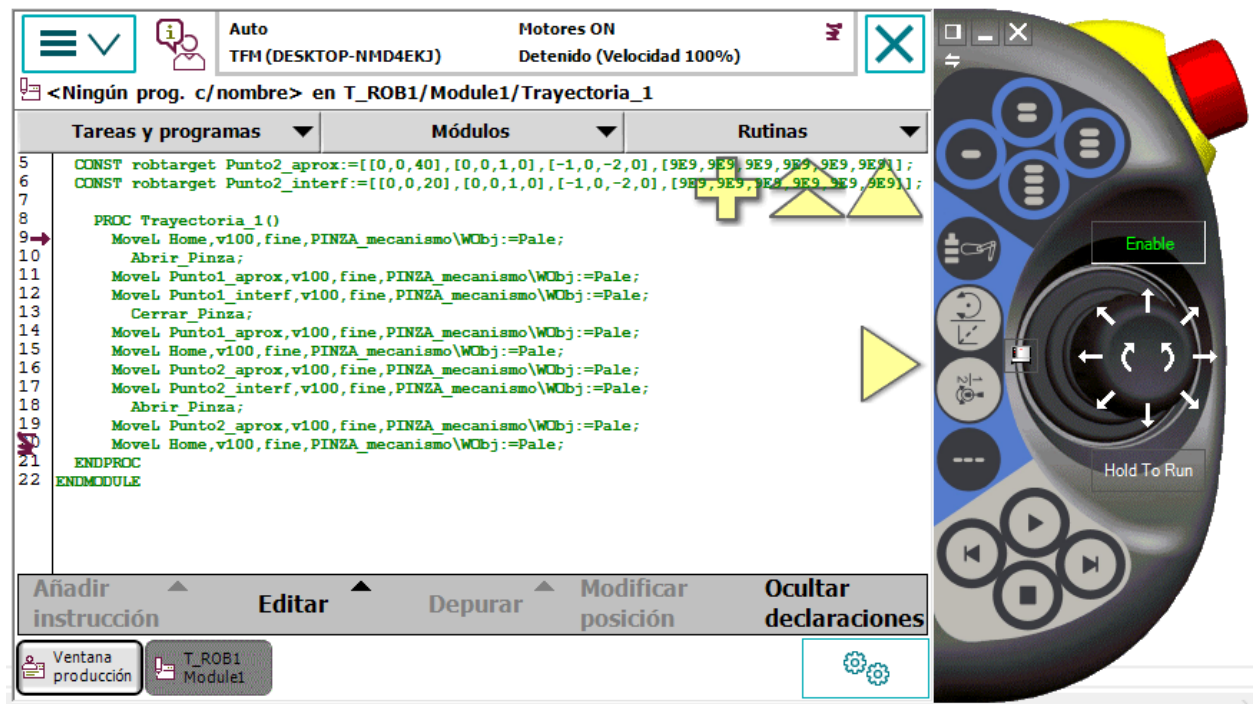 Auto
Motores ON
TFM (DESKTOP-NMD4EKJ)
Detenido (Velocidad 100%)
<Ningún prog. c/nombre> en T_ROB1/Module1/Trayectoria_1
Tareas y programas
Módulos
Rutinas
5 CONST robtarget Punto2_aprox:=[[0,0,40],[0,0,1,0],[-1,0,-2,0],[9E9,9E9,9E9,9E9,9E9,9E9]];
6 CONST robtarget Punto2_interf:=[[0,0,20],[0,0,1,0],[-1,0,-2,0],[9E9,9E9,9E9,9E9,9E9,9E9]];
7
8 PROC Trayectoria_1()
9 MoveL Home,v100,fine,PINZA_mecanismo\WObj:=Pale;
10 Abrir_Pinza;
11 MoveL Punto1_aprox,v100,fine,PINZA_mecanismo\WObj:=Pale;
12 MoveL Punto1_interf,v100,fine,PINZA_mecanismo\WObj:=Pale;
13 Cerrar_Pinza;
14 MoveL Punto1_aprox,v100,fine,PINZA_mecanismo\WObj:=Pale;
15 MoveL Home,v100,fine,PINZA_mecanismo\WObj:=Pale;
16 MoveL Punto2_aprox,v100,fine,PINZA_mecanismo\WObj:=Pale;
17 MoveL Punto2_interf,v100,fine,PINZA_mecanismo\WObj:=Pale;
18 Abrir_Pinza;
19 MoveL Punto2_aprox,v100,fine,PINZA_mecanismo\WObj:=Pale;
20 MoveL Home,v100,fine,PINZA_mecanismo\WObj:=Pale;
21 ENDPROC
22 ENDMODULE
Enable
Hold To Run
Añadir instrucción
Editar
Depurar
Modificar posición
Ocultar declaraciones
Ventana producción
T_ROB1 Module1